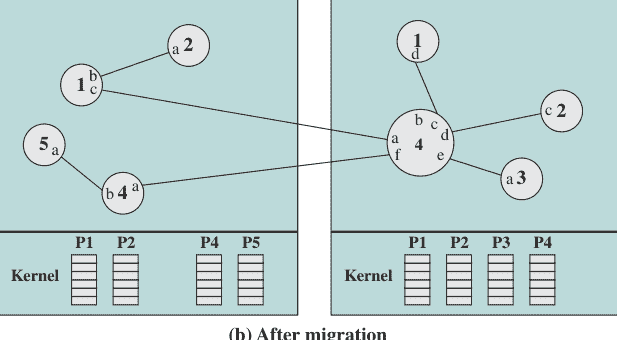 a 2
1 b
c
5 a
b 4 a
1
d
b c
a 4 d
f e
c 2
a 3
P1 P2 P4 P5
Kernel
P1 P2 P3 P4
Kernel
(b) After migration